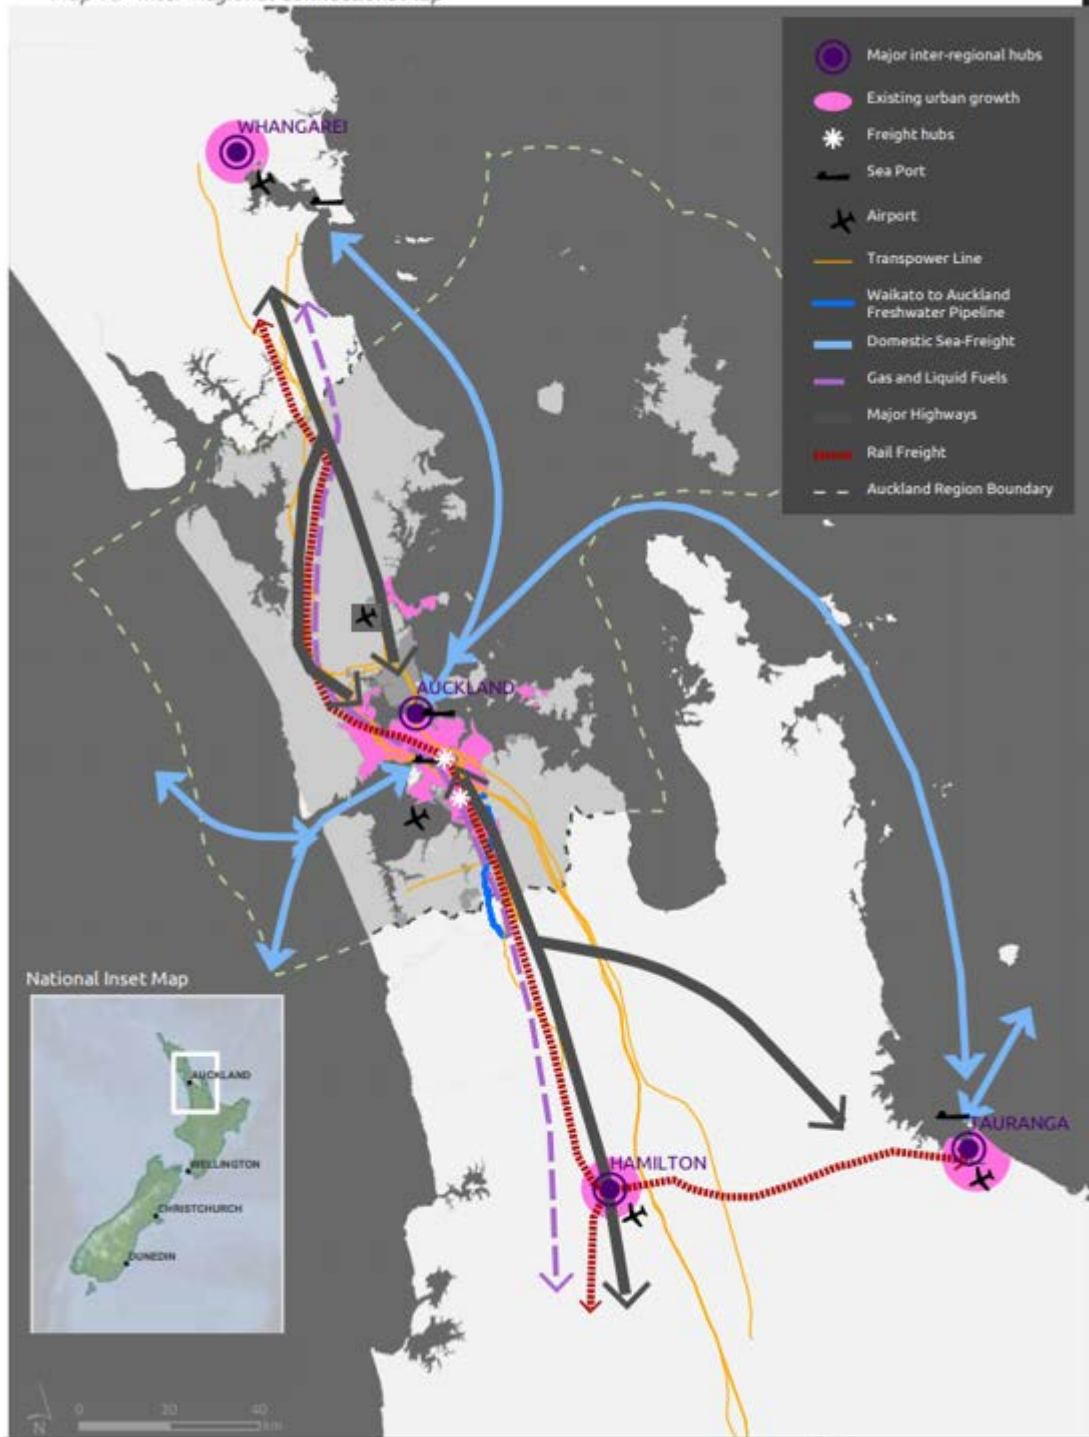 WHANGAREI
AUCKLAND
HAMILTON
TAURANGA
Major inter-regional hubs
Existing urban growth
Freight hubs
Sea Port
Airport
Transpower Line
Waikato to Auckland
Freshwater Pipeline
Domestic Sea-Freight
Gas and Liquid Fuels
Major Highways
Rail Freight
Auckland Region Boundary
National Inset Map
AUCKLAND
WELLINGTON
CHRISTCHURCH
DUNEDIN
N
0 20 40